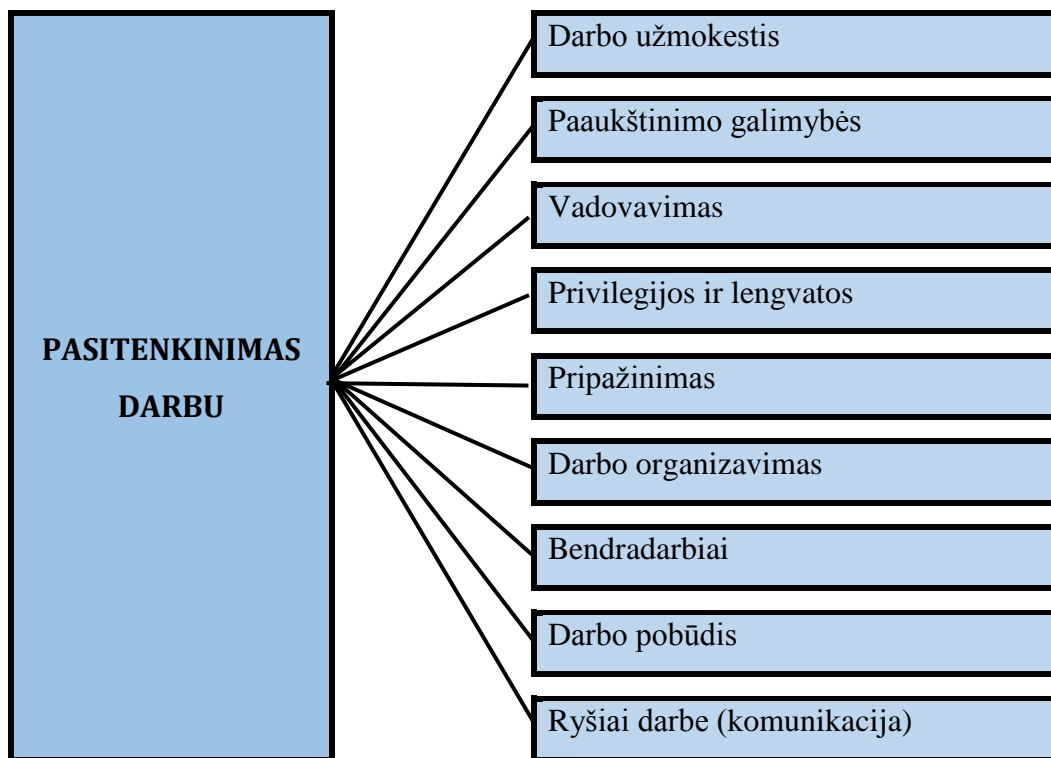 PASITENKINIMAS
DARBU
Darbo užmokestis
Paaukštinimo galimybės
Vadovavimas
Privilegijos ir lengvatos
Pripažinimas
Darbo organizavimas
Bendradarbiai
Darbo pobūdis
Ryšiai darbe (komunikacija)